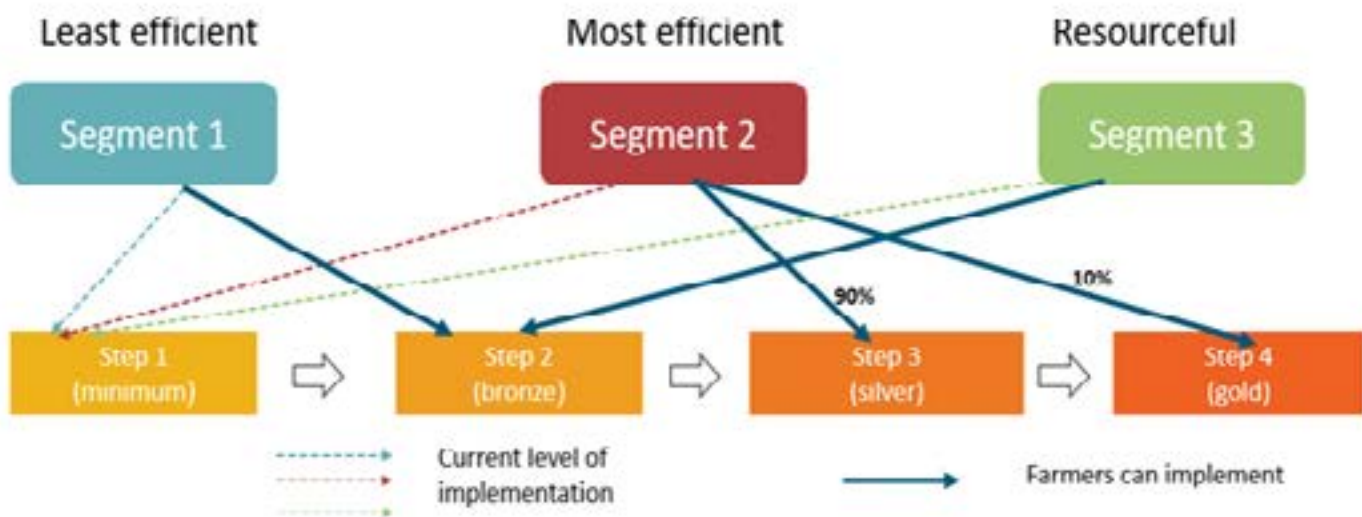 Least efficient
Most efficient
Resourceful
Segment 1
Segment 2
Segment 3
90%
10%
Step 1
(minimum)
Step 2
(bronze)
Step 3
(silver)
Step 4
(gold)
Current level of
implementation
Farmers can implement